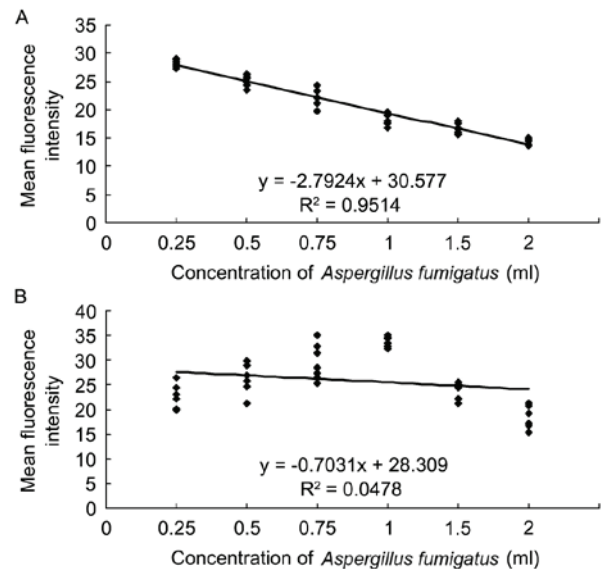 A
35
30
25
20
15
10
5
0
Mean fluorescence
intensity
y = -2.7924x + 30.577
R² = 0.9514
0 0.25 0.5 0.75 1 1.5 2
Concentration of Aspergillus fumigatus (ml)
B
40
35
30
25
20
15
10
5
0
Mean fluorescence
intensity
y = -0.7031x + 28.309
R² = 0.0478
0 0.25 0.5 0.75 1 1.5 2
Concentration of Aspergillus fumigatus (ml)